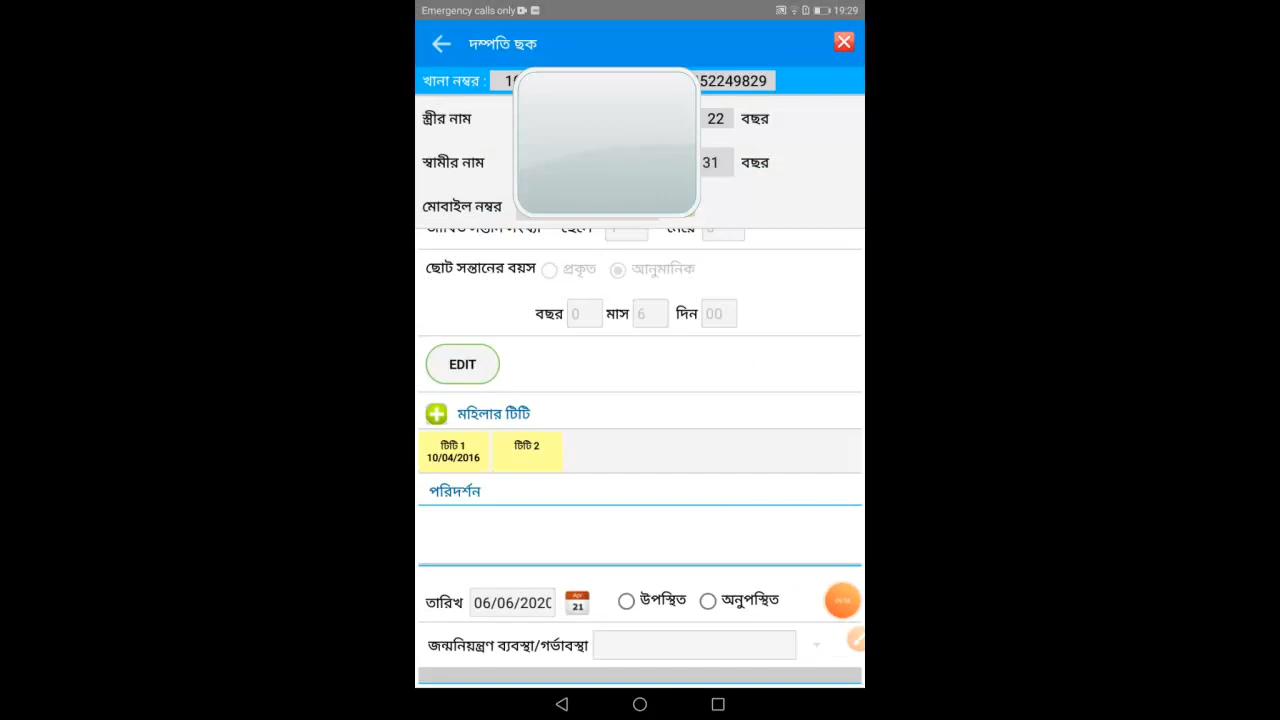 Emergency calls only 19:29
দম্পতি ছক
খানা নম্বর : 52249829
স্ত্রীর নাম 22 বছর
স্বামীর নাম 31 বছর
মোবাইল নম্বর
ছোট সন্তানের বয়স প্রকৃত আনুমানিক
বছর 0 মাস 6 দিন 00
EDIT
মহিলার টিটি
টিটি 1 টিটি 2
10/04/2016
পরিদর্শন
তারিখ 06/06/2020 Apr 21 উপস্থিত অনুপস্থিত
জন্মনিয়ন্ত্রণ ব্যবস্থা/গর্ভাবস্থা